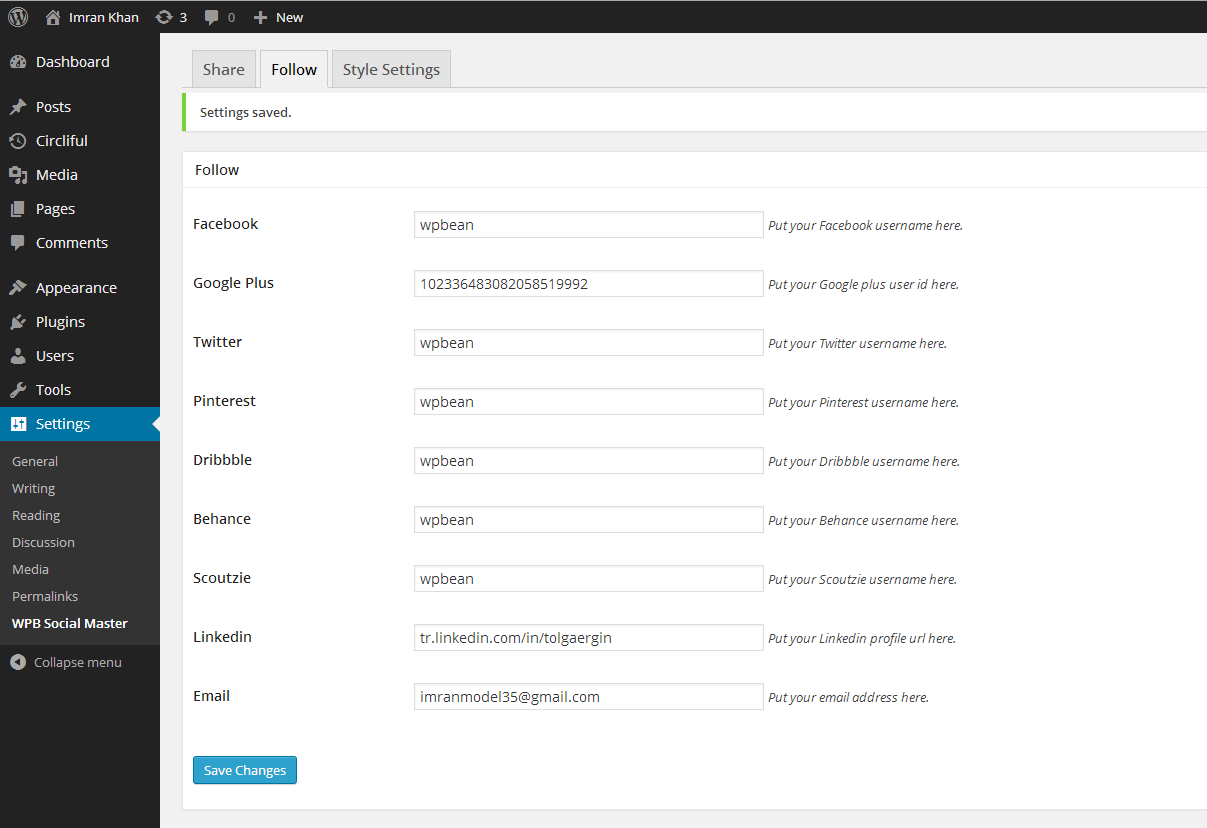 Imran Khan 3 0 New
Dashboard
Posts
Circliful
Media
Pages
Comments
Appearance
Plugins
Users
Tools
Settings
General
Writing
Reading
Discussion
Media
Permalinks
WPB Social Master
Collapse menu
Share Follow Style Settings
Settings saved.
Follow
Facebook wpbean Put your Facebook username here.
Google Plus 102336483082058519992 Put your Google plus user id here.
Twitter wpbean Put your Twitter username here.
Pinterest wpbean Put your Pinterest username here.
Dribbble wpbean Put your Dribbble username here.
Behance wpbean Put your Behance username here.
Scoutzie wpbean Put your Scoutzie username here.
Linkedin tr.linkedin.com/in/tolgaergin Put your Linkedin profile url here.
Email imranmodel35@gmail.com Put your email address here.
Save Changes